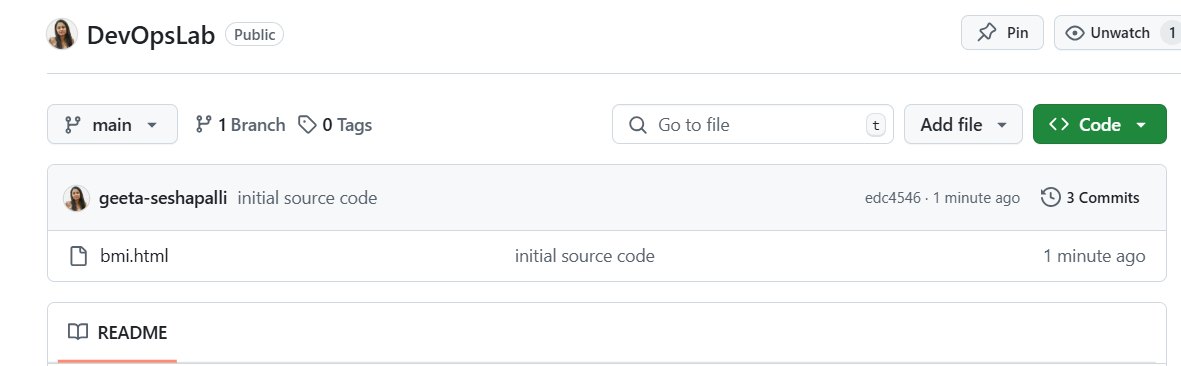 DevOpsLab Public Pin Unwatch 1
main 1 Branch 0 Tags Go to file t Add file Code
geeta-seshapalli initial source code edc4546 · 1 minute ago 3 Commits
bmi.html initial source code 1 minute ago
README